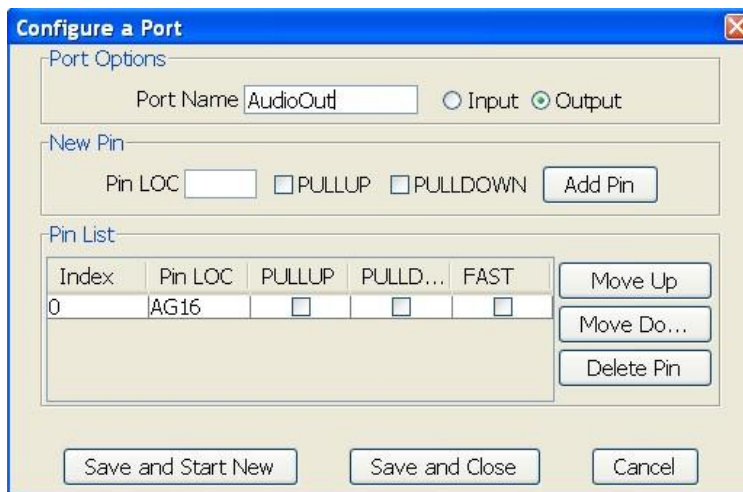 Configure a Port
Port Options
Port Name AudioOut Input Output
New Pin
Pin LOC PULLUP PULLDOWN Add Pin
Pin List
Index Pin LOC PULLUP PULLD... FAST Move Up
0 AG16
Move Do...
Delete Pin
Save and Start New Save and Close Cancel